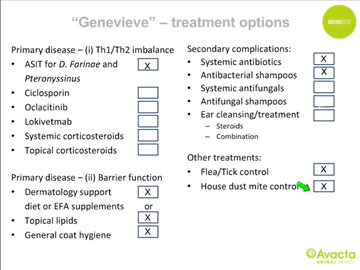 “Genevieve” – treatment options
Primary disease – (i) Th1/Th2 imbalance
• ASIT for D. Farinae and X
Pteronyssinus
• Ciclosporin
• Oclacitinib
• Lokivetmab
• Systemic corticosteroids
• Topical corticosteroids
Primary disease – (ii) Barrier function
• Dermatology support X
diet or EFA supplements or
• Topical lipids X
• General coat hygiene X
Secondary complications:
• Systemic antibiotics X
• Antibacterial shampoos X
• Systemic antifungals
• Antifungal shampoos
• Ear cleansing/treatment
– Steroids
– Combination
Other treatments:
• Flea/Tick control X
• House dust mite control X
Avacta
ANIMAL HEALTH